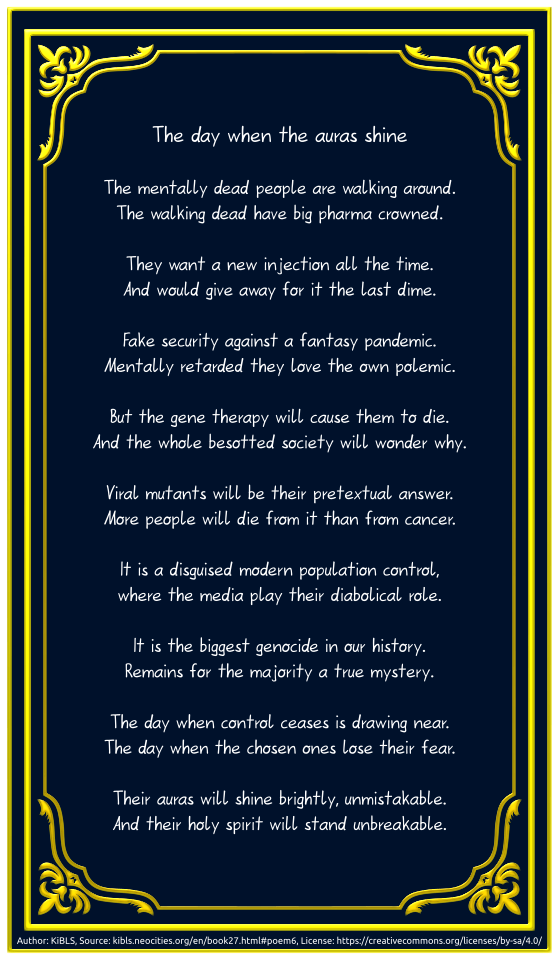 The day when the auras shine
The mentally dead people are walking around.
The walking dead have big pharma crowned.
They want a new injection all the time.
And would give away for it the last dime.
Fake security against a fantasy pandemic.
Mentally retarded they love the own polemic.
But the gene therapy will cause them to die.
And the whole besotted society will wonder why.
Viral mutants will be their pretextual answer.
More people will die from it than from cancer.
It is a disguised modern population control,
where the media play their diabolical role.
It is the biggest genocide in our history.
Remains for the majority a true mystery.
The day when control ceases is drawing near.
The day when the chosen ones lose their fear.
Their auras will shine brightly, unmistakable.
And their holy spirit will stand unbreakable.
Author: KiBLS, Source: kibls.neocities.org/en/book27.html#poem6, License: https://creativecommons.org/licenses/by-sa/4.0/